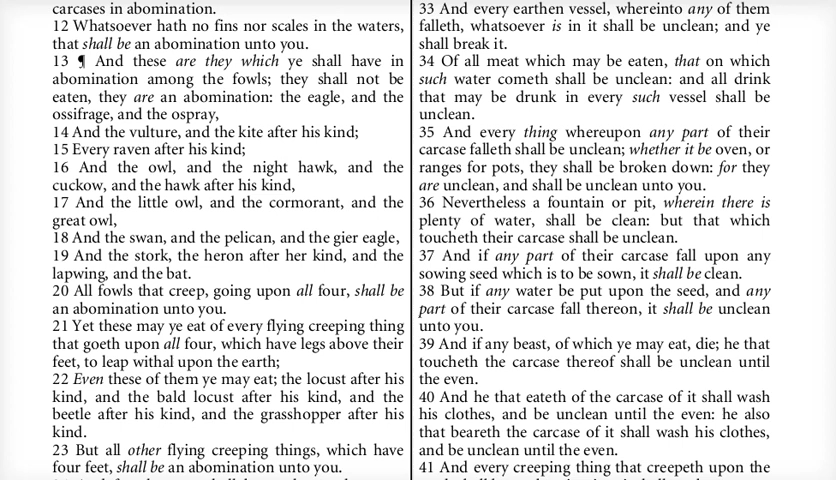 carcases in abomination.
12 Whatsoever hath no fins nor scales in the waters,
that shall be an abomination unto you.
13 ¶ And these are they which ye shall have in
abomination among the fowls; they shall not be
eaten, they are an abomination: the eagle, and the
ossifrage, and the ospray,
14 And the vulture, and the kite after his kind;
15 Every raven after his kind;
16 And the owl, and the night hawk, and the
cuckow, and the hawk after his kind,
17 And the little owl, and the cormorant, and the
great owl,
18 And the swan, and the pelican, and the gier eagle,
19 And the stork, the heron after her kind, and the
lapwing, and the bat.
20 All fowls that creep, going upon all four, shall be
an abomination unto you.
21 Yet these may ye eat of every flying creeping thing
that goeth upon all four, which have legs above their
feet, to leap withal upon the earth;
22 Even these of them ye may eat; the locust after his
kind, and the bald locust after his kind, and the
beetle after his kind, and the grasshopper after his
kind.
23 But all other flying creeping things, which have
four feet, shall be an abomination unto you.
33 And every earthen vessel, whereinto any of them
falleth, whatsoever is in it shall be unclean; and ye
shall break it.
34 Of all meat which may be eaten, that on which
such water cometh shall be unclean: and all drink
that may be drunk in every such vessel shall be
unclean.
35 And every thing whereupon any part of their
carcase falleth shall be unclean; whether it be oven, or
ranges for pots, they shall be broken down: for they
are unclean, and shall be unclean unto you.
36 Nevertheless a fountain or pit, wherein there is
plenty of water, shall be clean: but that which
toucheth their carcase shall be unclean.
37 And if any part of their carcase fall upon any
sowing seed which is to be sown, it shall be clean.
38 But if any water be put upon the seed, and any
part of their carcase fall thereon, it shall be unclean
unto you.
39 And if any beast, of which ye may eat, die; he that
toucheth the carcase thereof shall be unclean until
the even.
40 And he that eateth of the carcase of it shall wash
his clothes, and be unclean until the even: he also
that beareth the carcase of it shall wash his clothes,
and be unclean until the even.
41 And every creeping thing that creepeth upon the